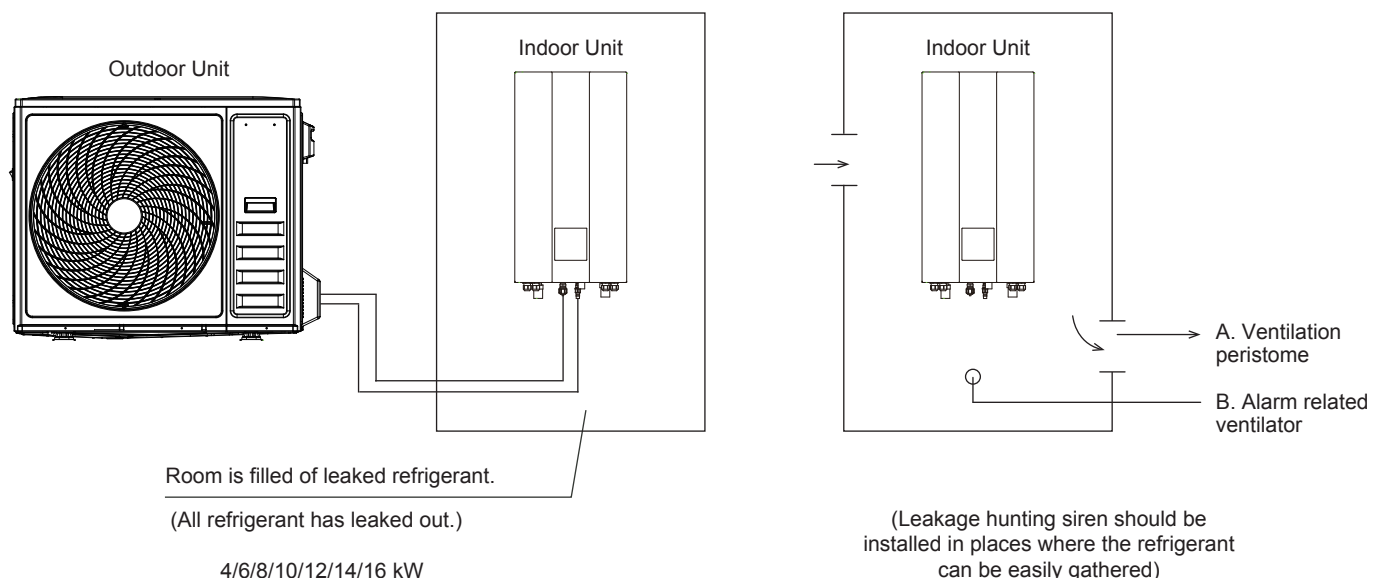 Outdoor Unit
Indoor Unit
Room is filled of leaked refrigerant.
(All refrigerant has leaked out.)
4/6/8/10/12/14/16 kW
Indoor Unit
A. Ventilation
peristome
B. Alarm related
ventilator
(Leakage hunting siren should be
installed in places where the refrigerant
can be easily gathered)